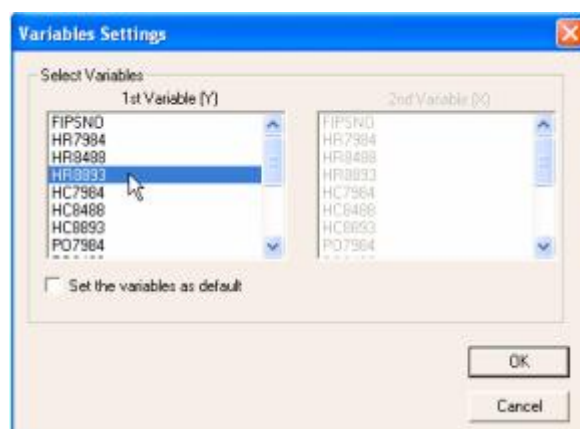 Variables Settings
Select Variables
1st Variable (Y)
2nd Variable (X)
FIPSNO
HR7984
HR8488
HR8893
HC7984
HC8488
HC8893
PO7984
FIPSNO
HR7984
HR8488
HR8893
HC7984
HC8488
HC8893
PO7984
Set the variables as default
OK
Cancel